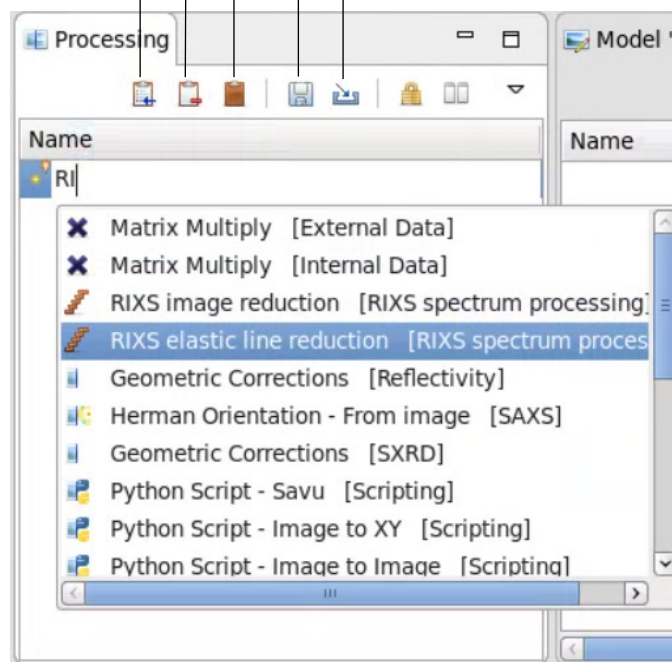 Processing
Model '
Name
Name
RI
Matrix Multiply [External Data]
Matrix Multiply [Internal Data]
RIXS image reduction [RIXS spectrum processing]
RIXS elastic line reduction [RIXS spectrum proces
Geometric Corrections [Reflectivity]
Herman Orientation - From image [SAXS]
Geometric Corrections [SXRD]
Python Script - Savu [Scripting]
Python Script - Image to XY [Scripting]
Python Script - Image to Image [Scripting]